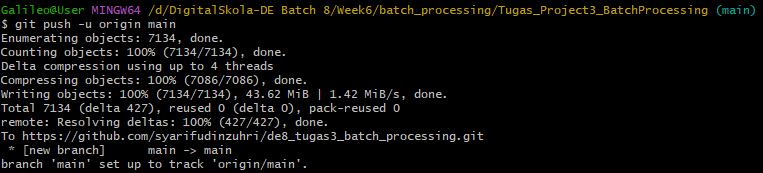 Galileo@User MINGW64 /d/DigitalSkola-DE Batch 8/Week6/batch_processing/Tugas_Project3_BatchProcessing (main)
$ git push -u origin main
Enumerating objects: 7134, done.
Counting objects: 100% (7134/7134), done.
Delta compression using up to 4 threads
Compressing objects: 100% (7086/7086), done.
Writing objects: 100% (7134/7134), 43.62 MiB | 1.42 MiB/s, done.
Total 7134 (delta 427), reused 0 (delta 0), pack-reused 0
remote: Resolving deltas: 100% (427/427), done.
To https://github.com/syarifudinzuhri/de8_tugas3_batch_processing.git
 * [new branch]      main -> main
branch 'main' set up to track 'origin/main'.